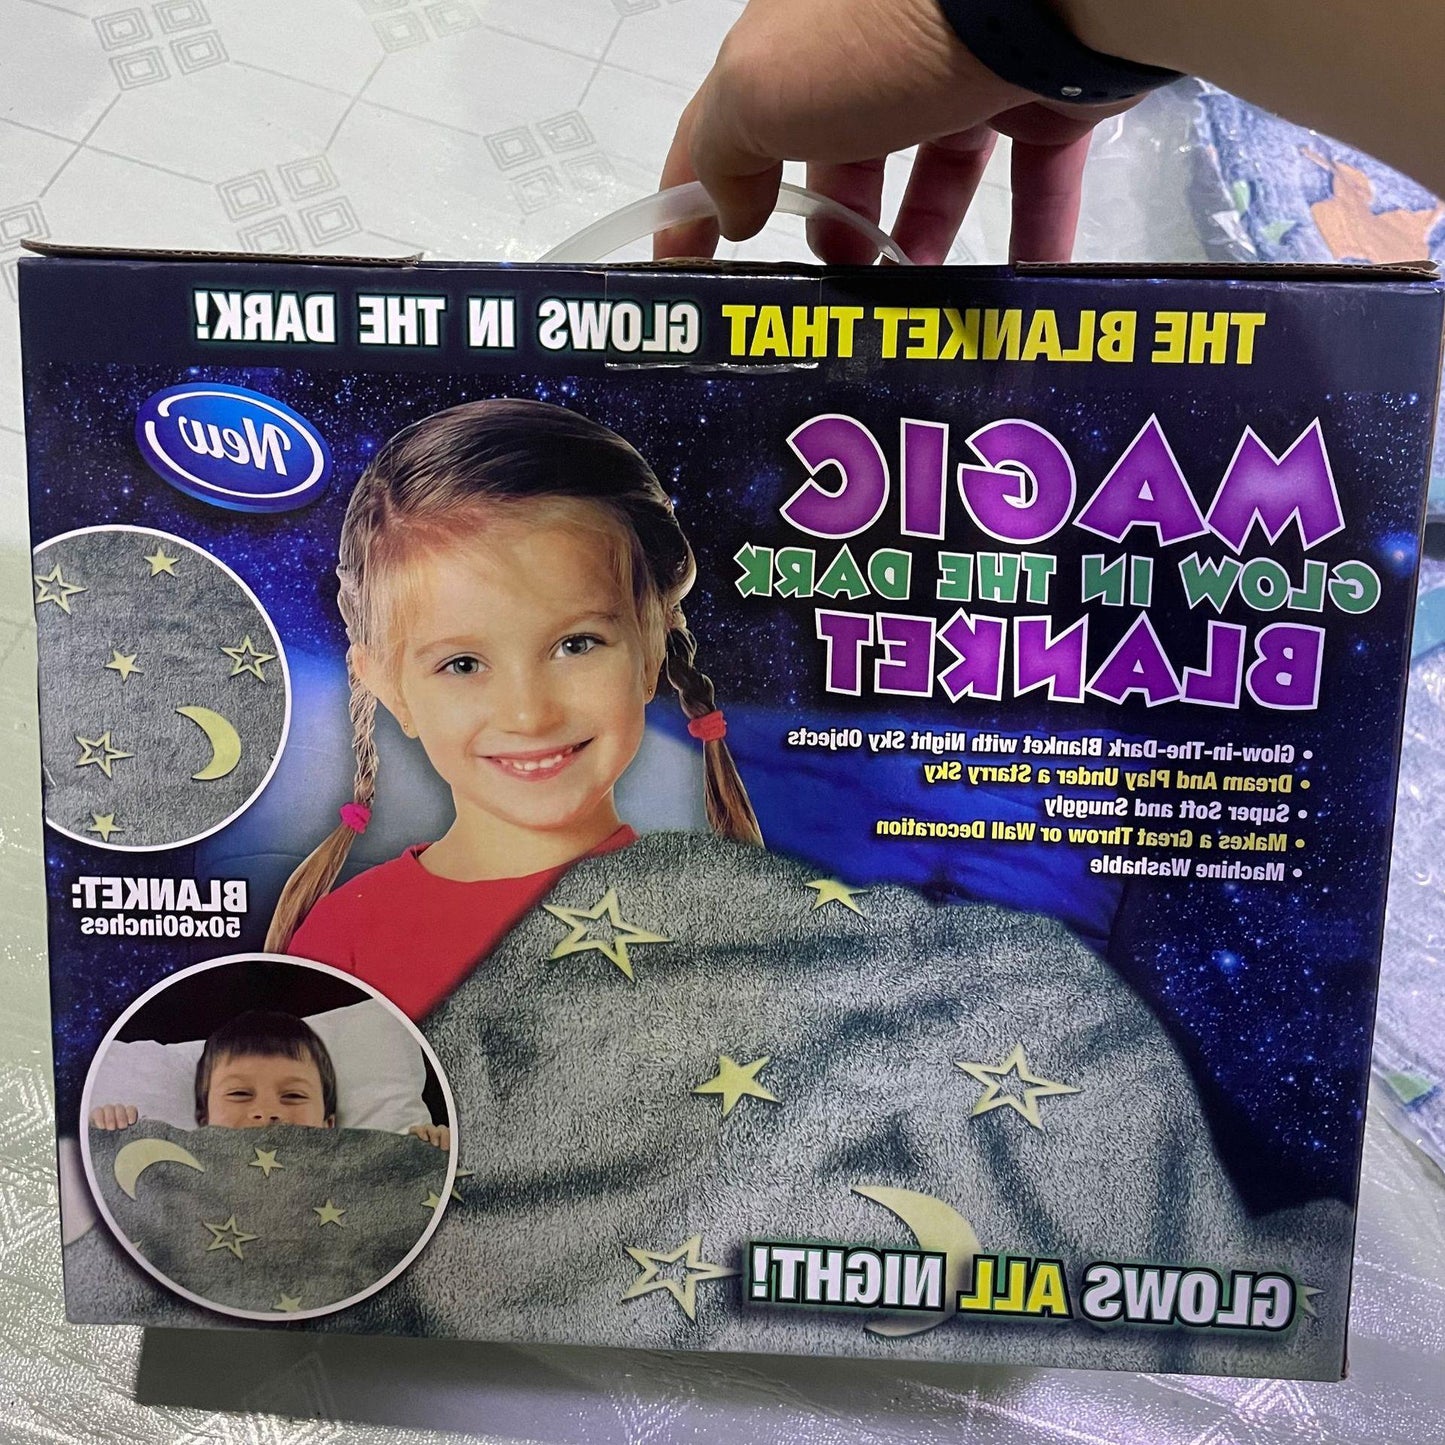 THE BLANKET THAT GLOWS IN THE DARK!
New
MAGIC
GLOW IN THE DARK
BLANKET
• Glow-in-The-Dark Blanket with Night Sky Objects
• Dream And Play Under a Starry Sky
• Super Soft and Snuggly
• Makes a Great Throw or Wall Decoration
• Machine Washable
BLANKET:
50x60inches
GLOWS ALL NIGHT!